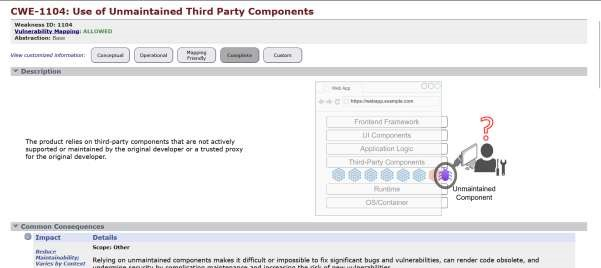 CWE-1104: Use of Unmaintained Third Party Components
Weakness ID: 1104
Vulnerability Mapping: ALLOWED
Abstraction: Base
View customized information: Conceptual Operational Mapping Friendly Complete Custom
Description
Web App
https://webapp.example.com
Frontend Framework
UI Components
Application Logic
Third-Party Components
Runtime
OS/Container
?
Unmaintained
Component
The product relies on third-party components that are not actively
supported or maintained by the original developer or a trusted proxy
for the original developer.
Common Consequences
Impact Details
Reduce
Maintainability;
Varies by Context
Scope: Other
Relying on unmaintained components makes it difficult or impossible to fix significant bugs and vulnerabilities, can render code obsolete, and
undermine security by complicating maintenance and increasing the risk of new vulnerabilities.